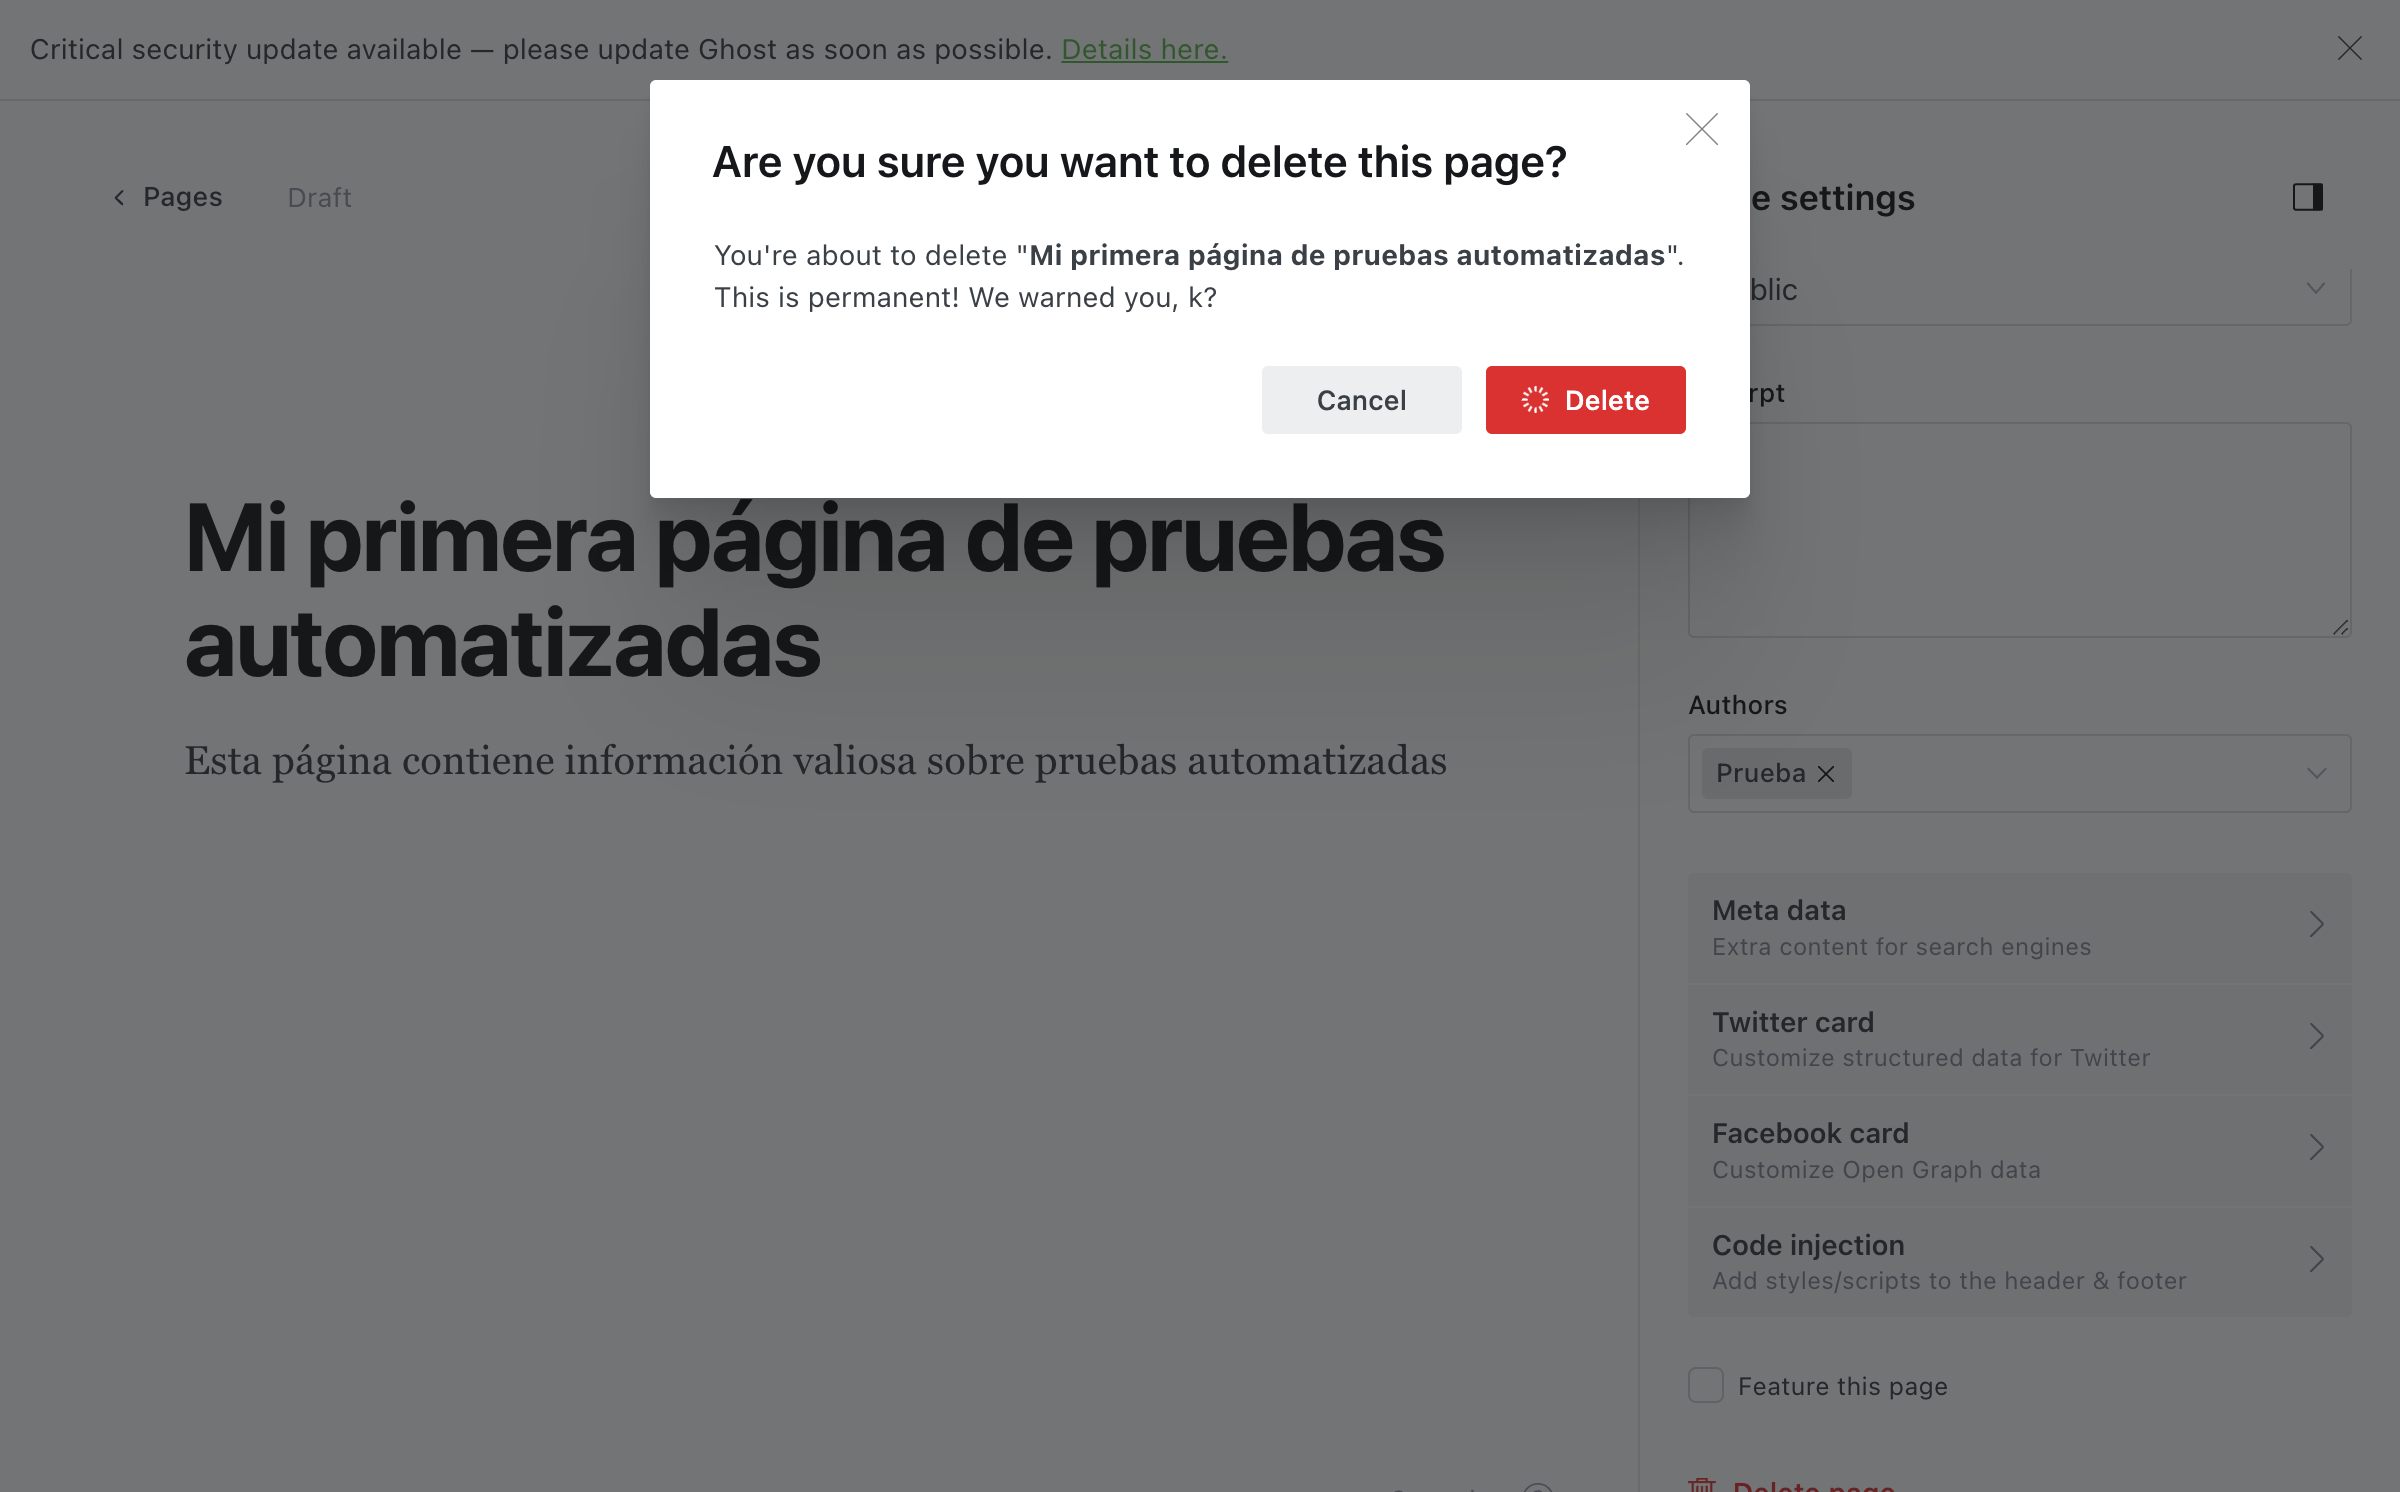 Critical security update available — please update Ghost as soon as possible. Details here.
Are you sure you want to delete this page?
You're about to delete "Mi primera página de pruebas automatizadas".
This is permanent! We warned you, k?
Cancel
Delete
Pages
Draft
Mi primera página de pruebas
automatizadas
Esta página contiene información valiosa sobre pruebas automatizadas
settings
Authors
Prueba
Meta data
Extra content for search engines
Twitter card
Customize structured data for Twitter
Facebook card
Customize Open Graph data
Code injection
Add styles/scripts to the header & footer
Feature this page
Delete page